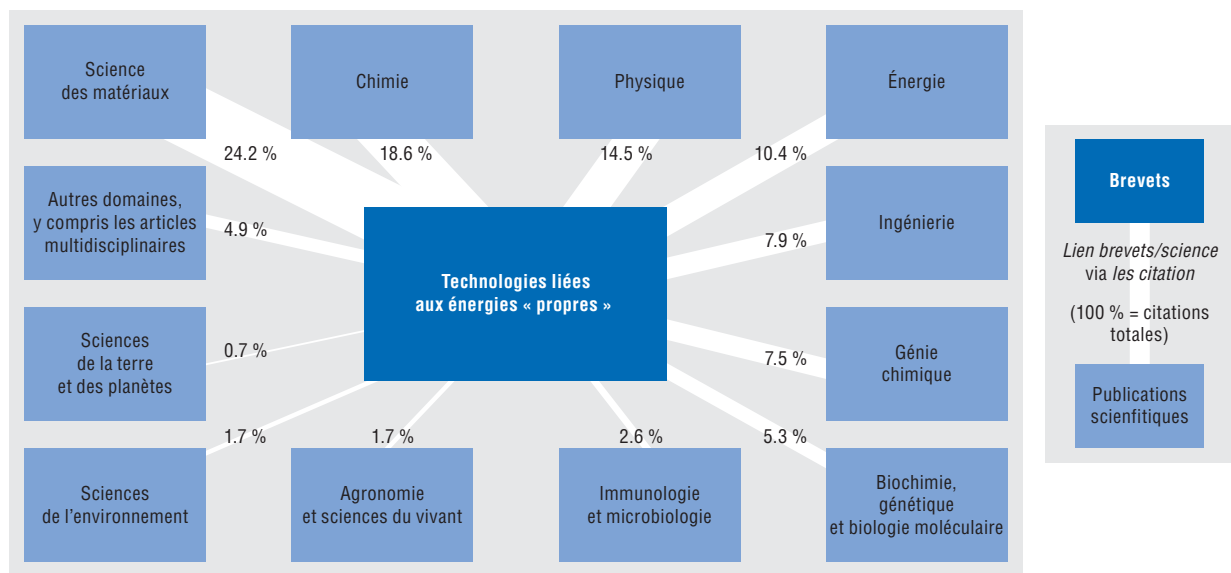 Science
des matériaux
Chimie
Physique
Énergie
24.2 %
18.6 %
14.5 %
10.4 %
Autres domaines,
y compris les articles
multidisciplinaires
4.9 %
7.9 %
Ingénierie
Technologies liées
aux énergies « propres »
Sciences
de la terre
et des planètes
0.7 %
7.5 %
Génie
chimique
1.7 %
1.7 %
2.6 %
5.3 %
Sciences
de l'environnement
Agronomie
et sciences du vivant
Immunologie
et microbiologie
Biochimie,
génétique
et biologie moléculaire
Brevets
Lien brevets/science
via les citation
(100 % = citations
totales)
Publications
scienfitiques